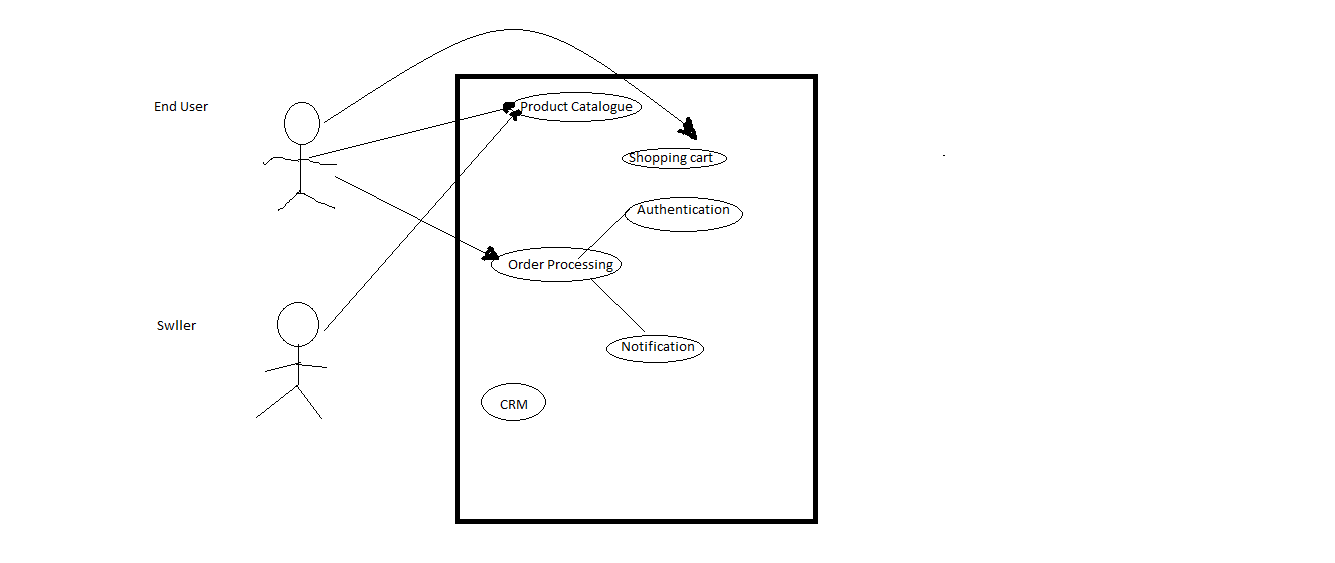 End User
Product Catalogue
Shopping cart
Authentication
Order Processing
Swller
Notification
CRM